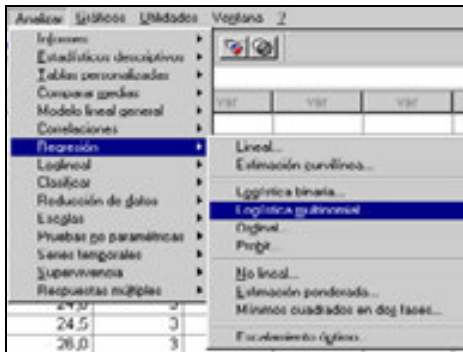 Analizar Gráficos Utilidades Ventana ?
Informes
Estadísticos descriptivos
Tablas personalizadas
Comparar medias
Modelo lineal general
Correlaciones
Regresión
Loglineal
Clasificar
Reducción de datos
Escalas
Pruebas no paramétricas
Series temporales
Supervivencia
Respuestas múltiples
var var var
Lineal...
Estimación curvilínea...
Logística binaria...
Logística multinomial
Ordinal...
Probit...
No lineal...
Estimación ponderada...
Mínimos cuadrados en dos fases...
Escalamiento óptimo...
24,0 3
24,5 3
26,0 3